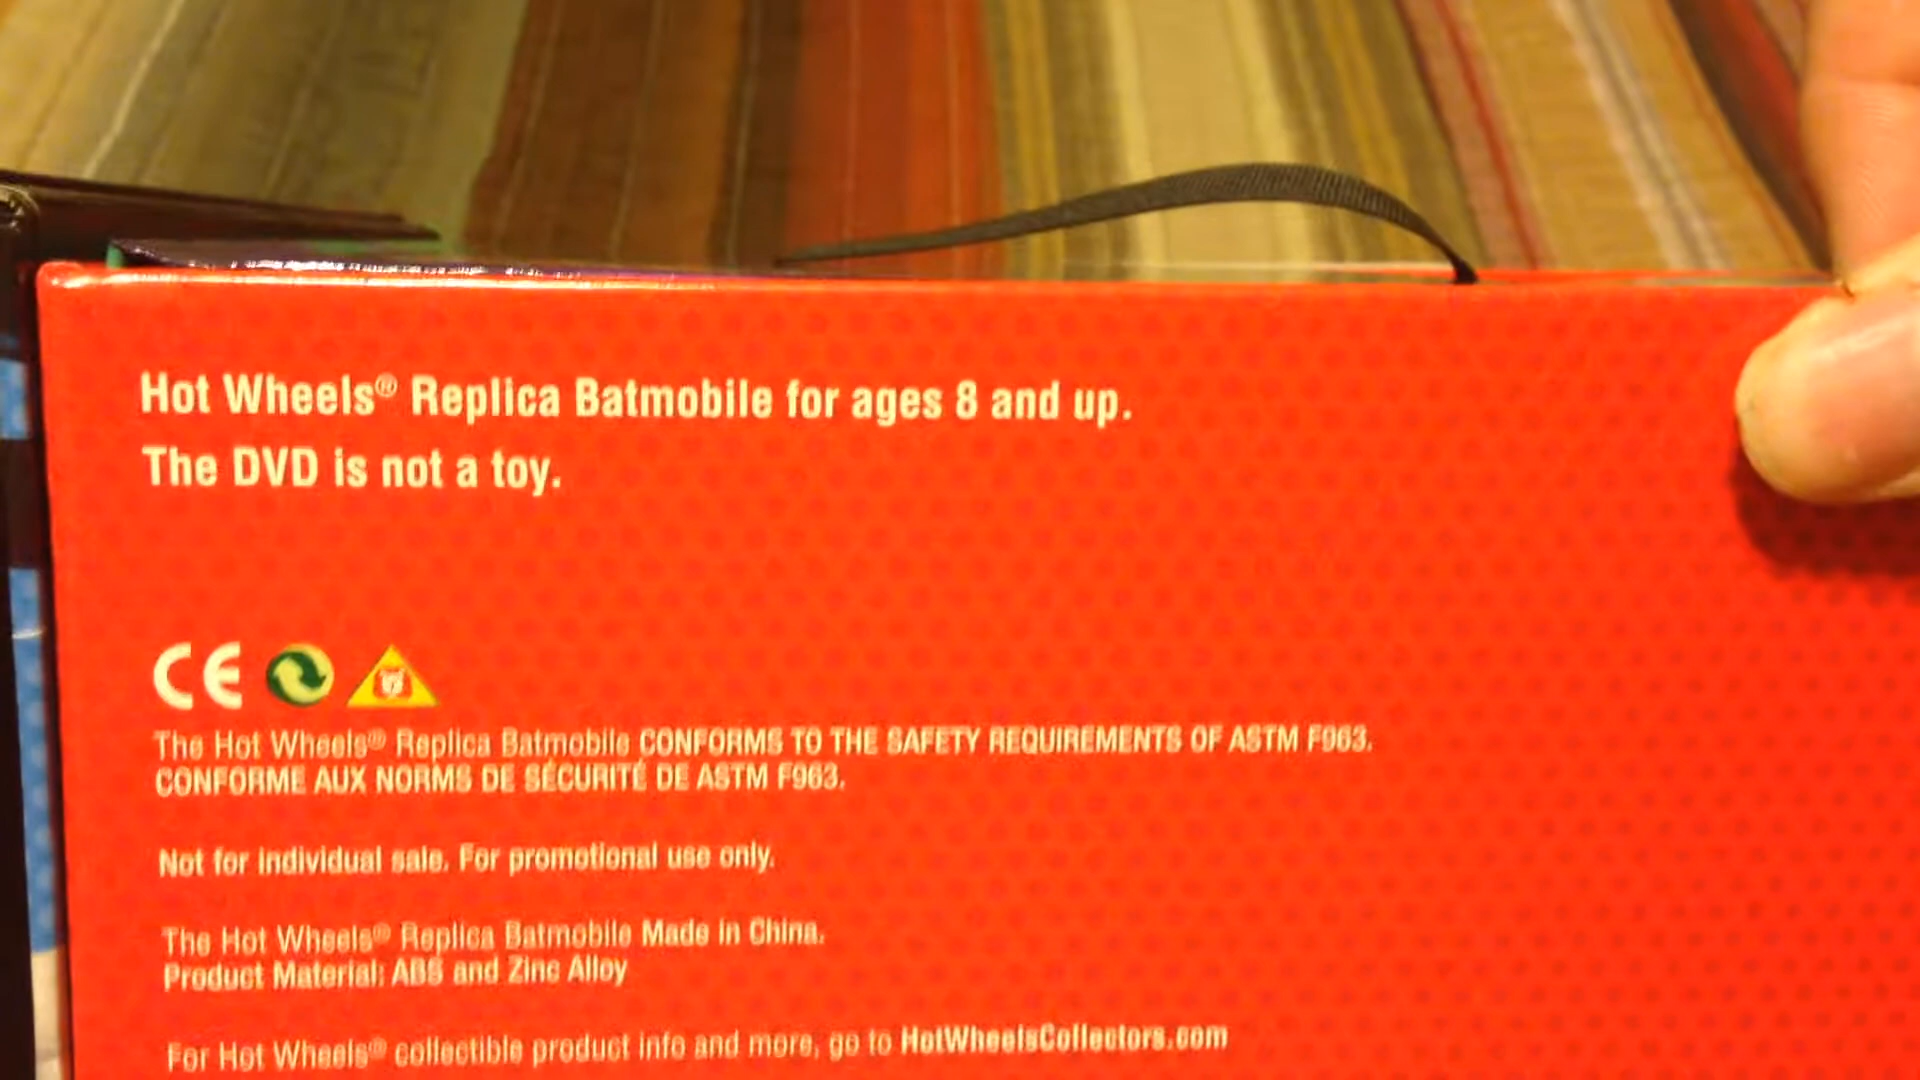 Hot Wheels® Replica Batmobile for ages 8 and up.
The DVD is not a toy.
CE
The Hot Wheels® Replica Batmobile CONFORMS TO THE SAFETY REQUIREMENTS OF ASTM F963.
CONFORME AUX NORMS DE SÉCURITÉ DE ASTM F963.
Not for individual sale. For promotional use only.
The Hot Wheels® Replica Batmobile Made in China.
Product Material: ABS and Zinc Alloy
For Hot Wheels® collectible product info and more, go to HotWheelsCollectors.com